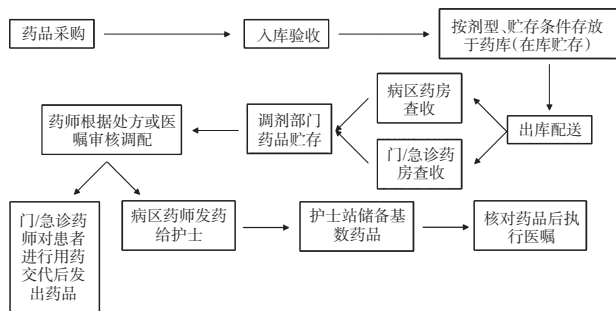 药品采购
入库验收
按剂型、贮存条件存放
于药库(在库贮存)
病区药房
查收
药师根据处方或医
嘱审核调配
调剂部门
药品贮存
出库配送
门/急诊药
房查收
门/急诊药
师对患者
进行用药
交代后发
出药品
病区药师发药
给护士
护士站储备基
数药品
核对药品后执
行医嘱